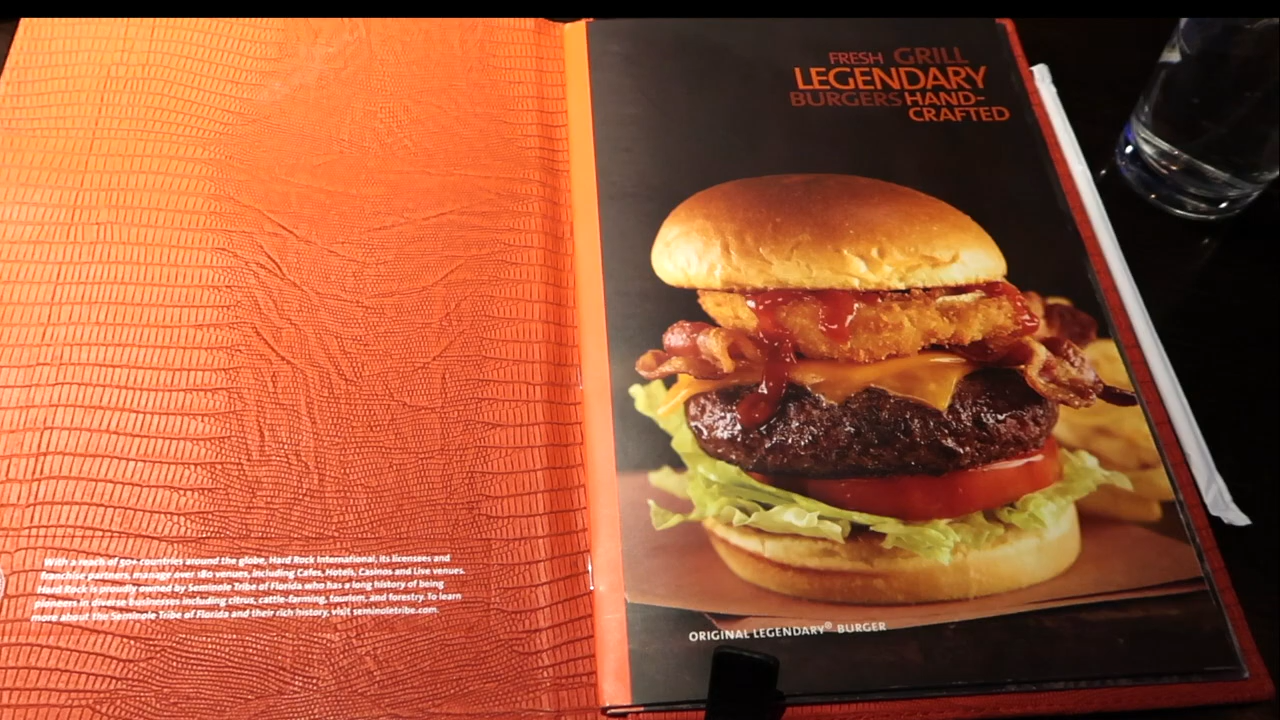 With a reach of 50+ countries around the globe, Hard Rock International, its licensees and
franchise partners, manage over 180 venues, including Cafes, Hotels, Casinos and Live venues.
Hard Rock is proudly owned by Seminole Tribe of Florida who has a long history of being
pioneers in diverse businesses including citrus, cattle-farming, tourism, and forestry. To learn
more about the Seminole Tribe of Florida and their rich history, visit seminoletribe.com.
FRESH GRILL
LEGENDARY
BURGERS HAND-
CRAFTED
ORIGINAL LEGENDARY® BURGER